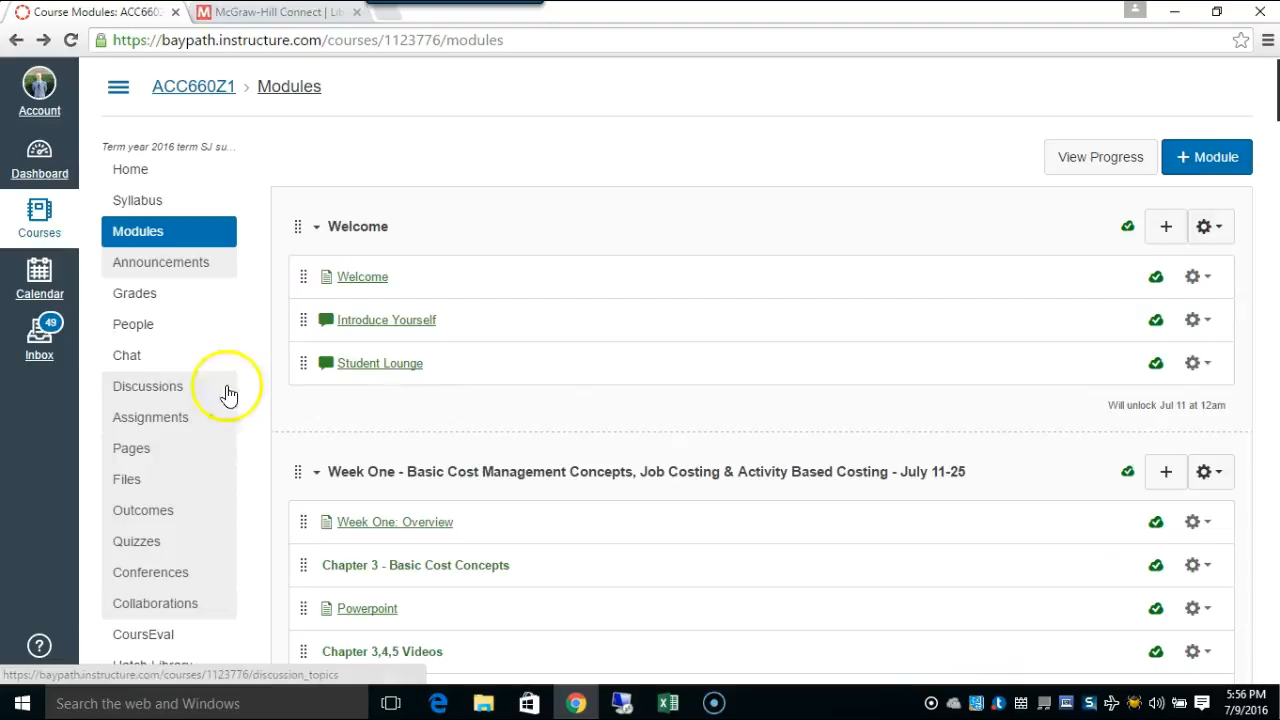 Course Modules: ACC660Z
McGraw-Hill Connect | Lib
https://baypath.instructure.com/courses/1123776/modules
Account
Dashboard
Courses
Calendar
49
Inbox
ACC660Z1 › Modules
Term year 2016 term SJ su...
Home
Syllabus
Modules
Announcements
Grades
People
Chat
Discussions
Assignments
Pages
Files
Outcomes
Quizzes
Conferences
Collaborations
CoursEval
Hatch Library
View Progress
+ Module
Welcome
Welcome
Introduce Yourself
Student Lounge
Will unlock Jul 11 at 12am
Week One - Basic Cost Management Concepts, Job Costing & Activity Based Costing - July 11-25
Week One: Overview
Chapter 3 - Basic Cost Concepts
Powerpoint
Chapter 3,4,5 Videos
https://baypath.instructure.com/courses/1123776/discussion_topics
Search the web and Windows
5:56 PM
7/9/2016